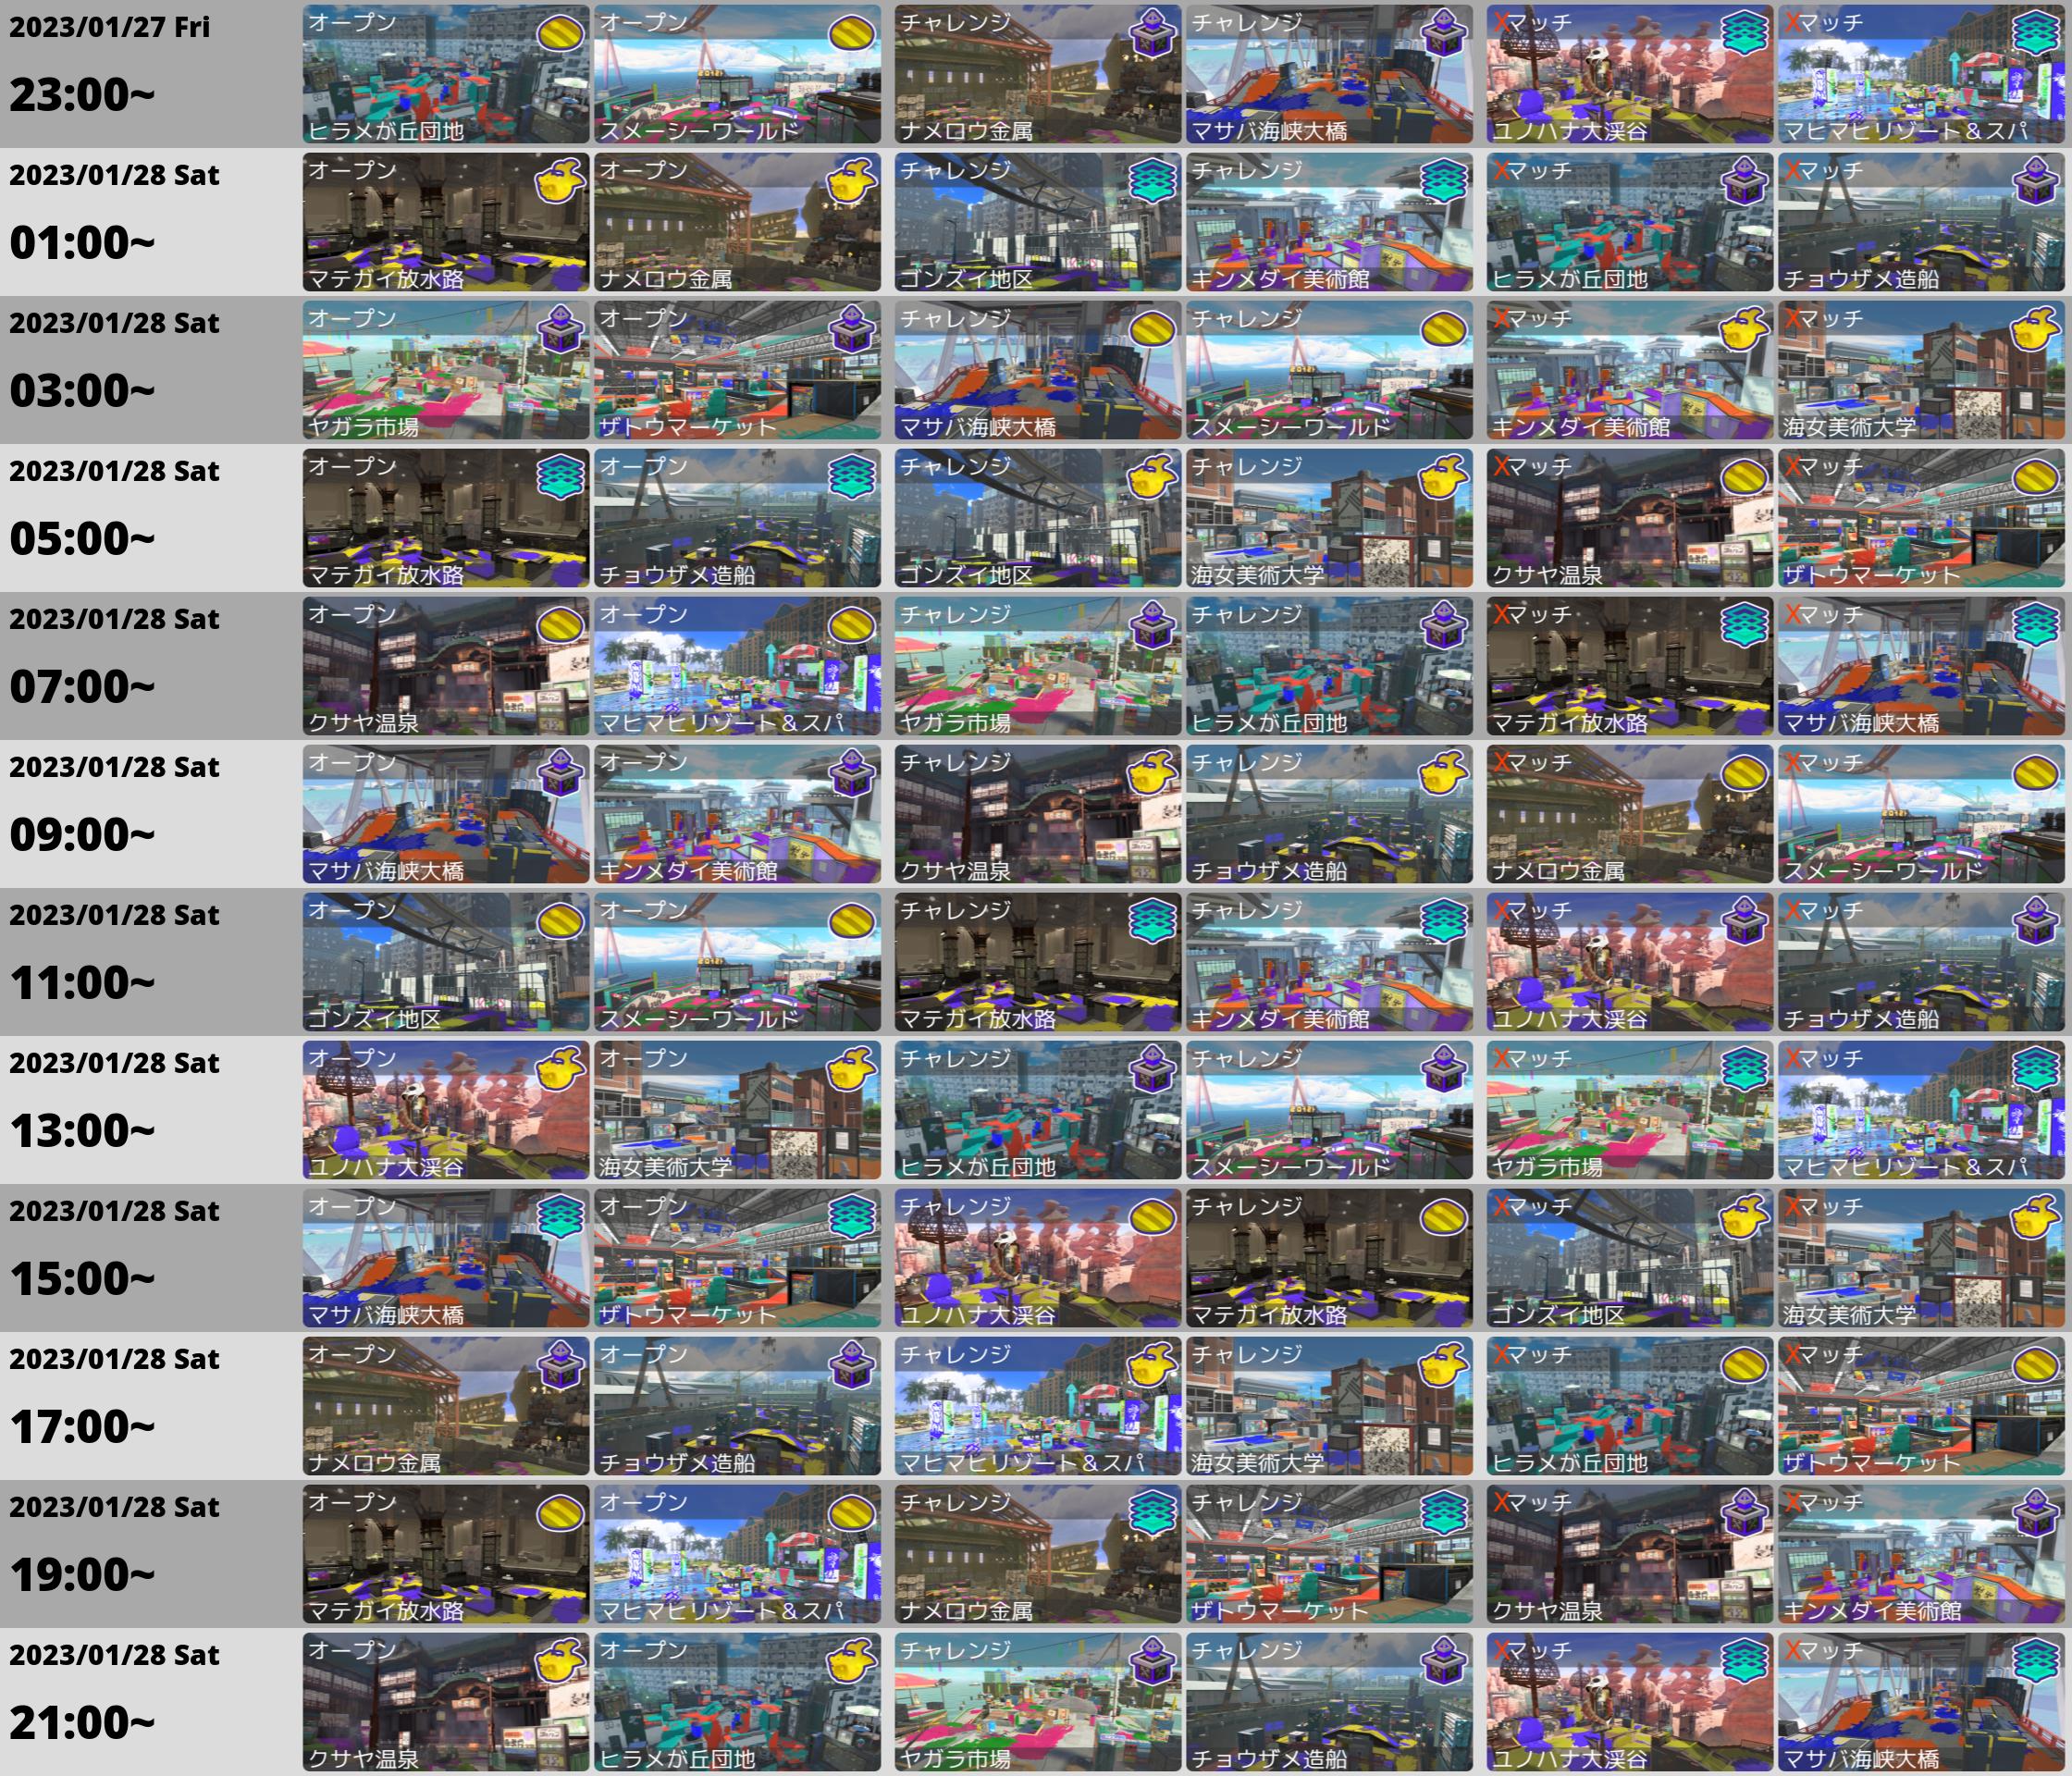 2023/01/27 Fri
23:00~
オープン オープン チャレンジ チャレンジ Xマッチ Xマッチ
ヒラメが丘団地 スメーシーワールド ナメロウ金属 マサバ海峡大橋 ユノハナ大渓谷 マヒマヒリゾート＆スパ
2023/01/28 Sat
01:00~
オープン オープン チャレンジ チャレンジ Xマッチ Xマッチ
マテガイ放水路 ナメロウ金属 ゴンズイ地区 キンメダイ美術館 ヒラメが丘団地 チョウザメ造船
2023/01/28 Sat
03:00~
オープン オープン チャレンジ チャレンジ Xマッチ Xマッチ
ヤガラ市場 ザトウマーケット マサバ海峡大橋 スメーシーワールド キンメダイ美術館 海女美術大学
2023/01/28 Sat
05:00~
オープン オープン チャレンジ チャレンジ Xマッチ Xマッチ
マテガイ放水路 チョウザメ造船 ゴンズイ地区 海女美術大学 クサヤ温泉 ザトウマーケット
2023/01/28 Sat
07:00~
オープン オープン チャレンジ チャレンジ Xマッチ Xマッチ
クサヤ温泉 マヒマヒリゾート＆スパ ヤガラ市場 ヒラメが丘団地 マテガイ放水路 マサバ海峡大橋
2023/01/28 Sat
09:00~
オープン オープン チャレンジ チャレンジ Xマッチ Xマッチ
マサバ海峡大橋 キンメダイ美術館 クサヤ温泉 チョウザメ造船 ナメロウ金属 スメーシーワールド
2023/01/28 Sat
11:00~
オープン オープン チャレンジ チャレンジ Xマッチ Xマッチ
ゴンズイ地区 スメーシーワールド マテガイ放水路 キンメダイ美術館 ユノハナ大渓谷 チョウザメ造船
2023/01/28 Sat
13:00~
オープン オープン チャレンジ チャレンジ Xマッチ Xマッチ
ユノハナ大渓谷 海女美術大学 ヒラメが丘団地 スメーシーワールド ヤガラ市場 マヒマヒリゾート＆スパ
2023/01/28 Sat
15:00~
オープン オープン チャレンジ チャレンジ Xマッチ Xマッチ
マサバ海峡大橋 ザトウマーケット ユノハナ大渓谷 マテガイ放水路 ゴンズイ地区 海女美術大学
2023/01/28 Sat
17:00~
オープン オープン チャレンジ チャレンジ Xマッチ Xマッチ
ナメロウ金属 チョウザメ造船 マヒマヒリゾート＆スパ 海女美術大学 ヒラメが丘団地 ザトウマーケット
2023/01/28 Sat
19:00~
オープン オープン チャレンジ チャレンジ Xマッチ Xマッチ
マテガイ放水路 マヒマヒリゾート＆スパ ナメロウ金属 ザトウマーケット クサヤ温泉 キンメダイ美術館
2023/01/28 Sat
21:00~
オープン オープン チャレンジ チャレンジ Xマッチ Xマッチ
クサヤ温泉 ヒラメが丘団地 ヤガラ市場 チョウザメ造船 ユノハナ大渓谷 マサバ海峡大橋